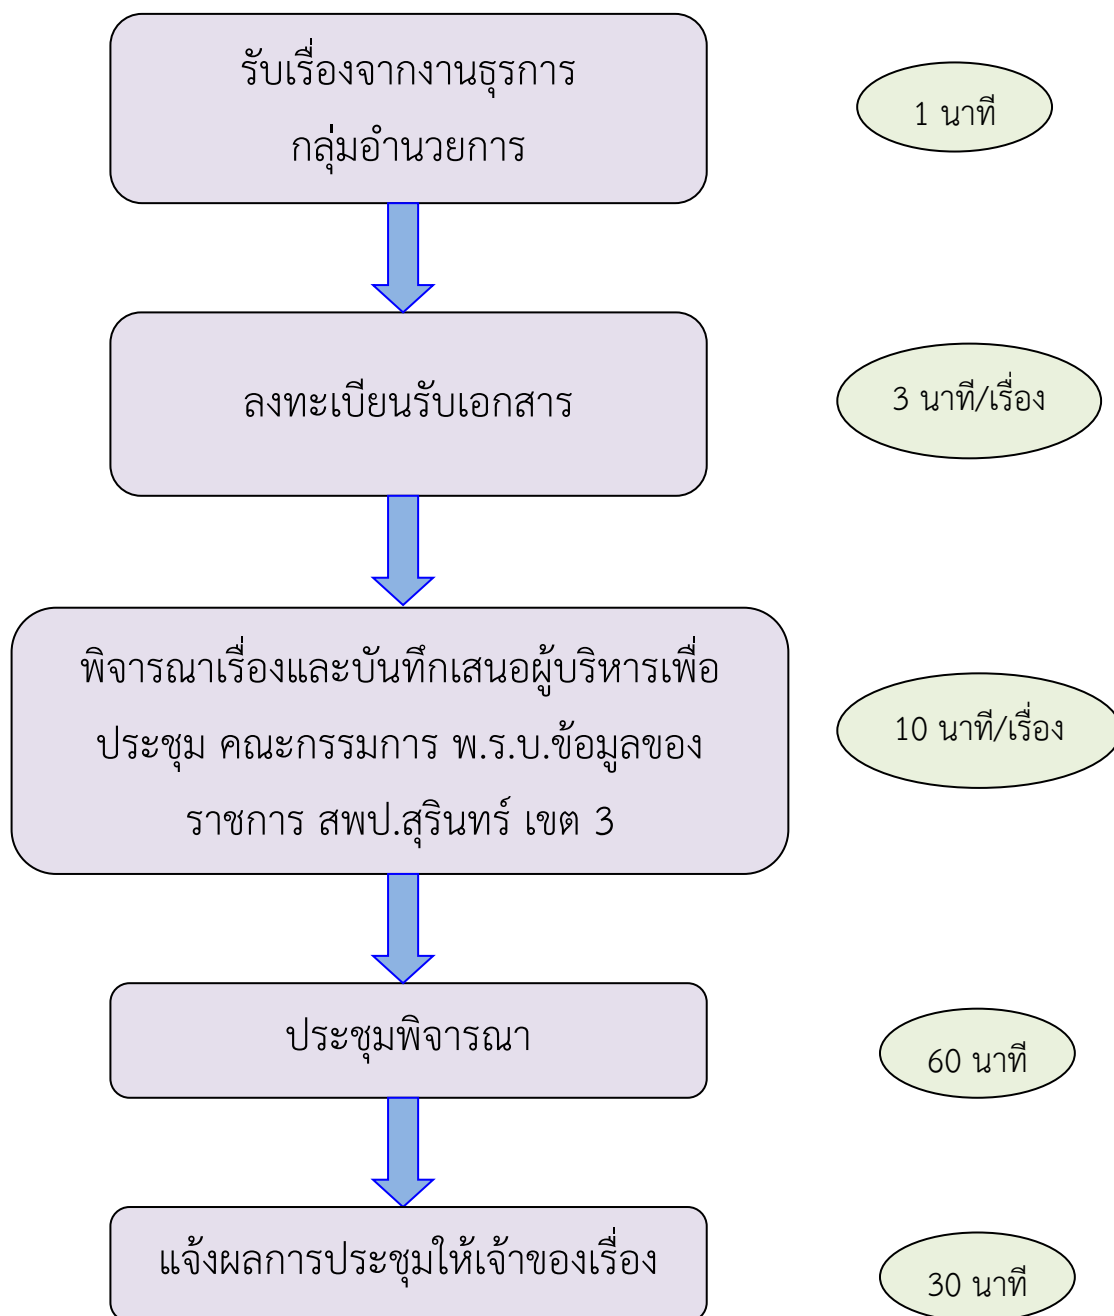 รับเรื่องจากงานธุรการ
กลุ่มอำนวยการ
1 นาที
ลงทะเบียนรับเอกสาร
3 นาที/เรื่อง
พิจารณาเรื่องและบันทึกเสนอผู้บริหารเพื่อ
ประชุม คณะกรรมการ พ.ร.บ.ข้อมูลของ
ราชการ สพป.สุรินทร์ เขต 3
10 นาที/เรื่อง
ประชุมพิจารณา
60 นาที
แจ้งผลการประชุมให้เจ้าของเรื่อง
30 นาที